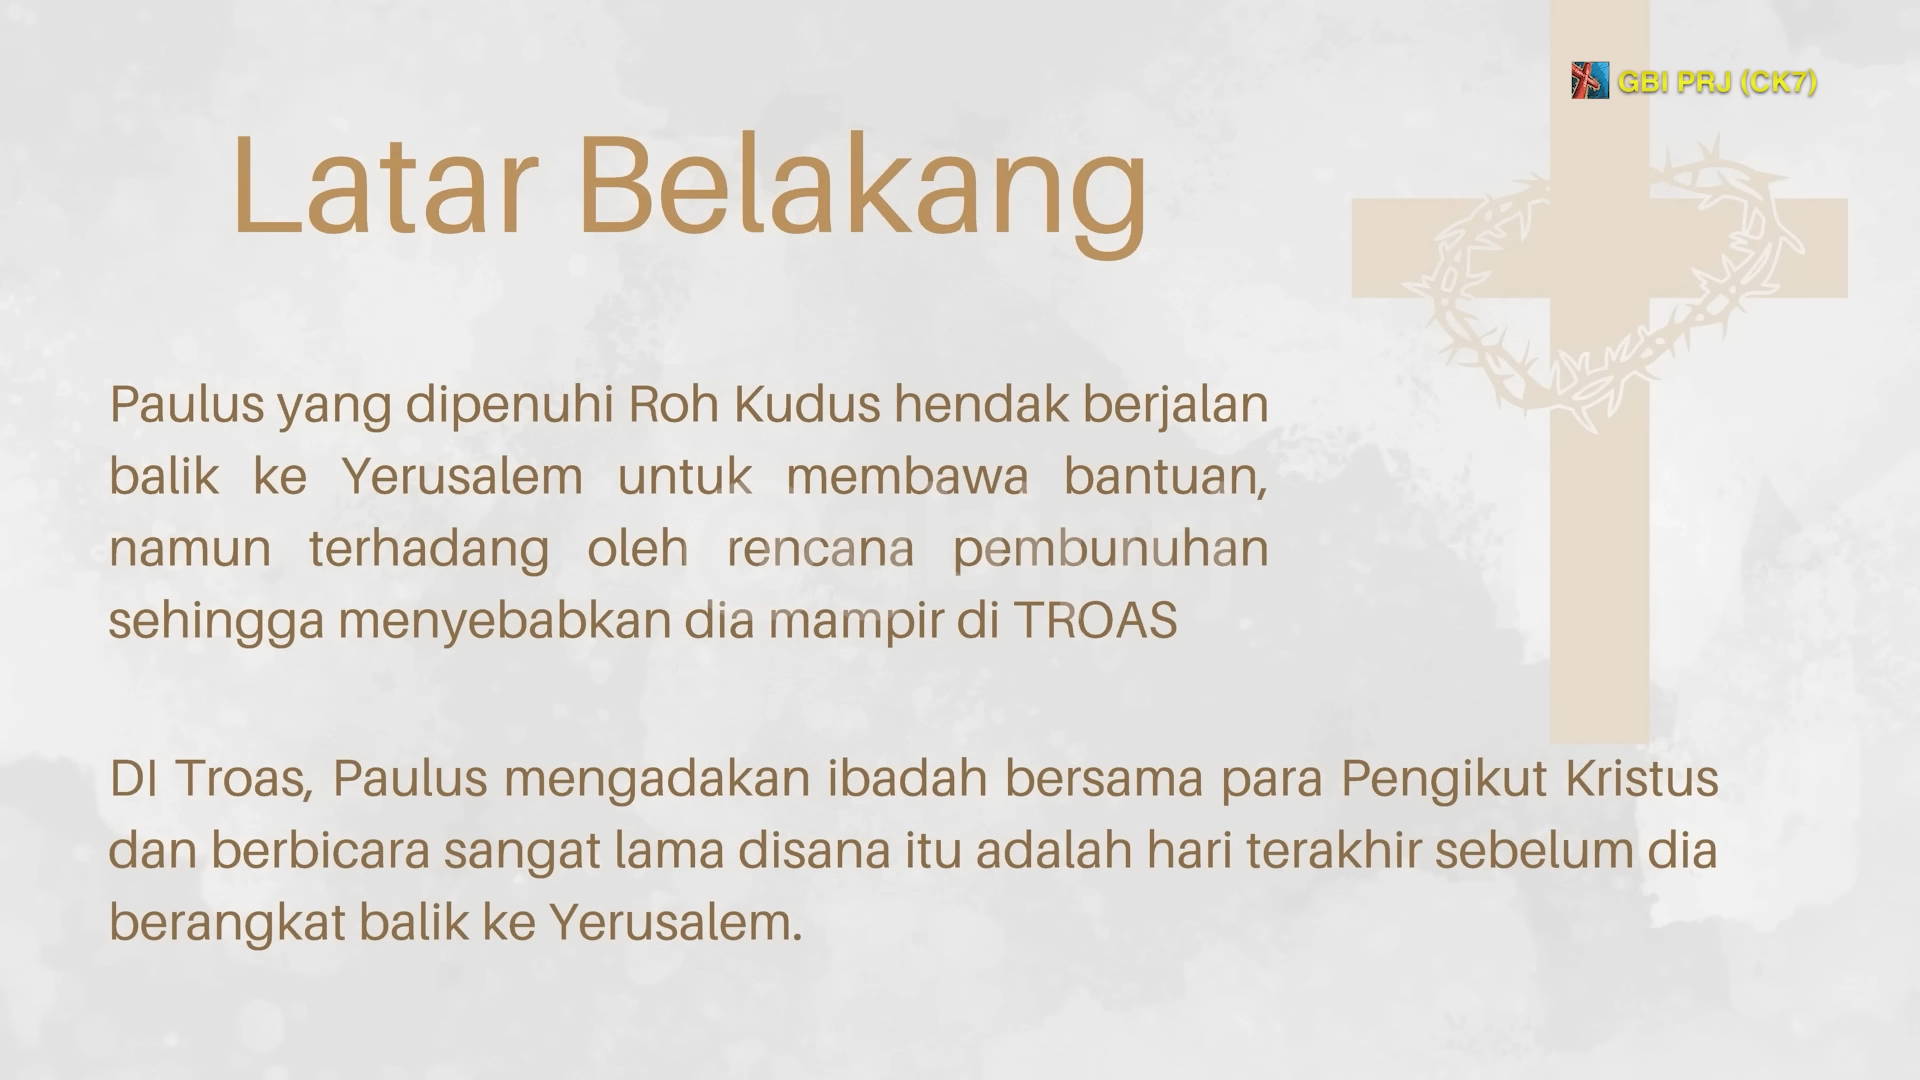 GBI PRJ (CK7)
Latar Belakang
Paulus yang dipenuhi Roh Kudus hendak berjalan
balik ke Yerusalem untuk membawa bantuan,
namun terhadang oleh rencana pembunuhan
sehingga menyebabkan dia mampir di TROAS
DI Troas, Paulus mengadakan ibadah bersama para Pengikut Kristus
dan berbicara sangat lama disana itu adalah hari terakhir sebelum dia
berangkat balik ke Yerusalem.